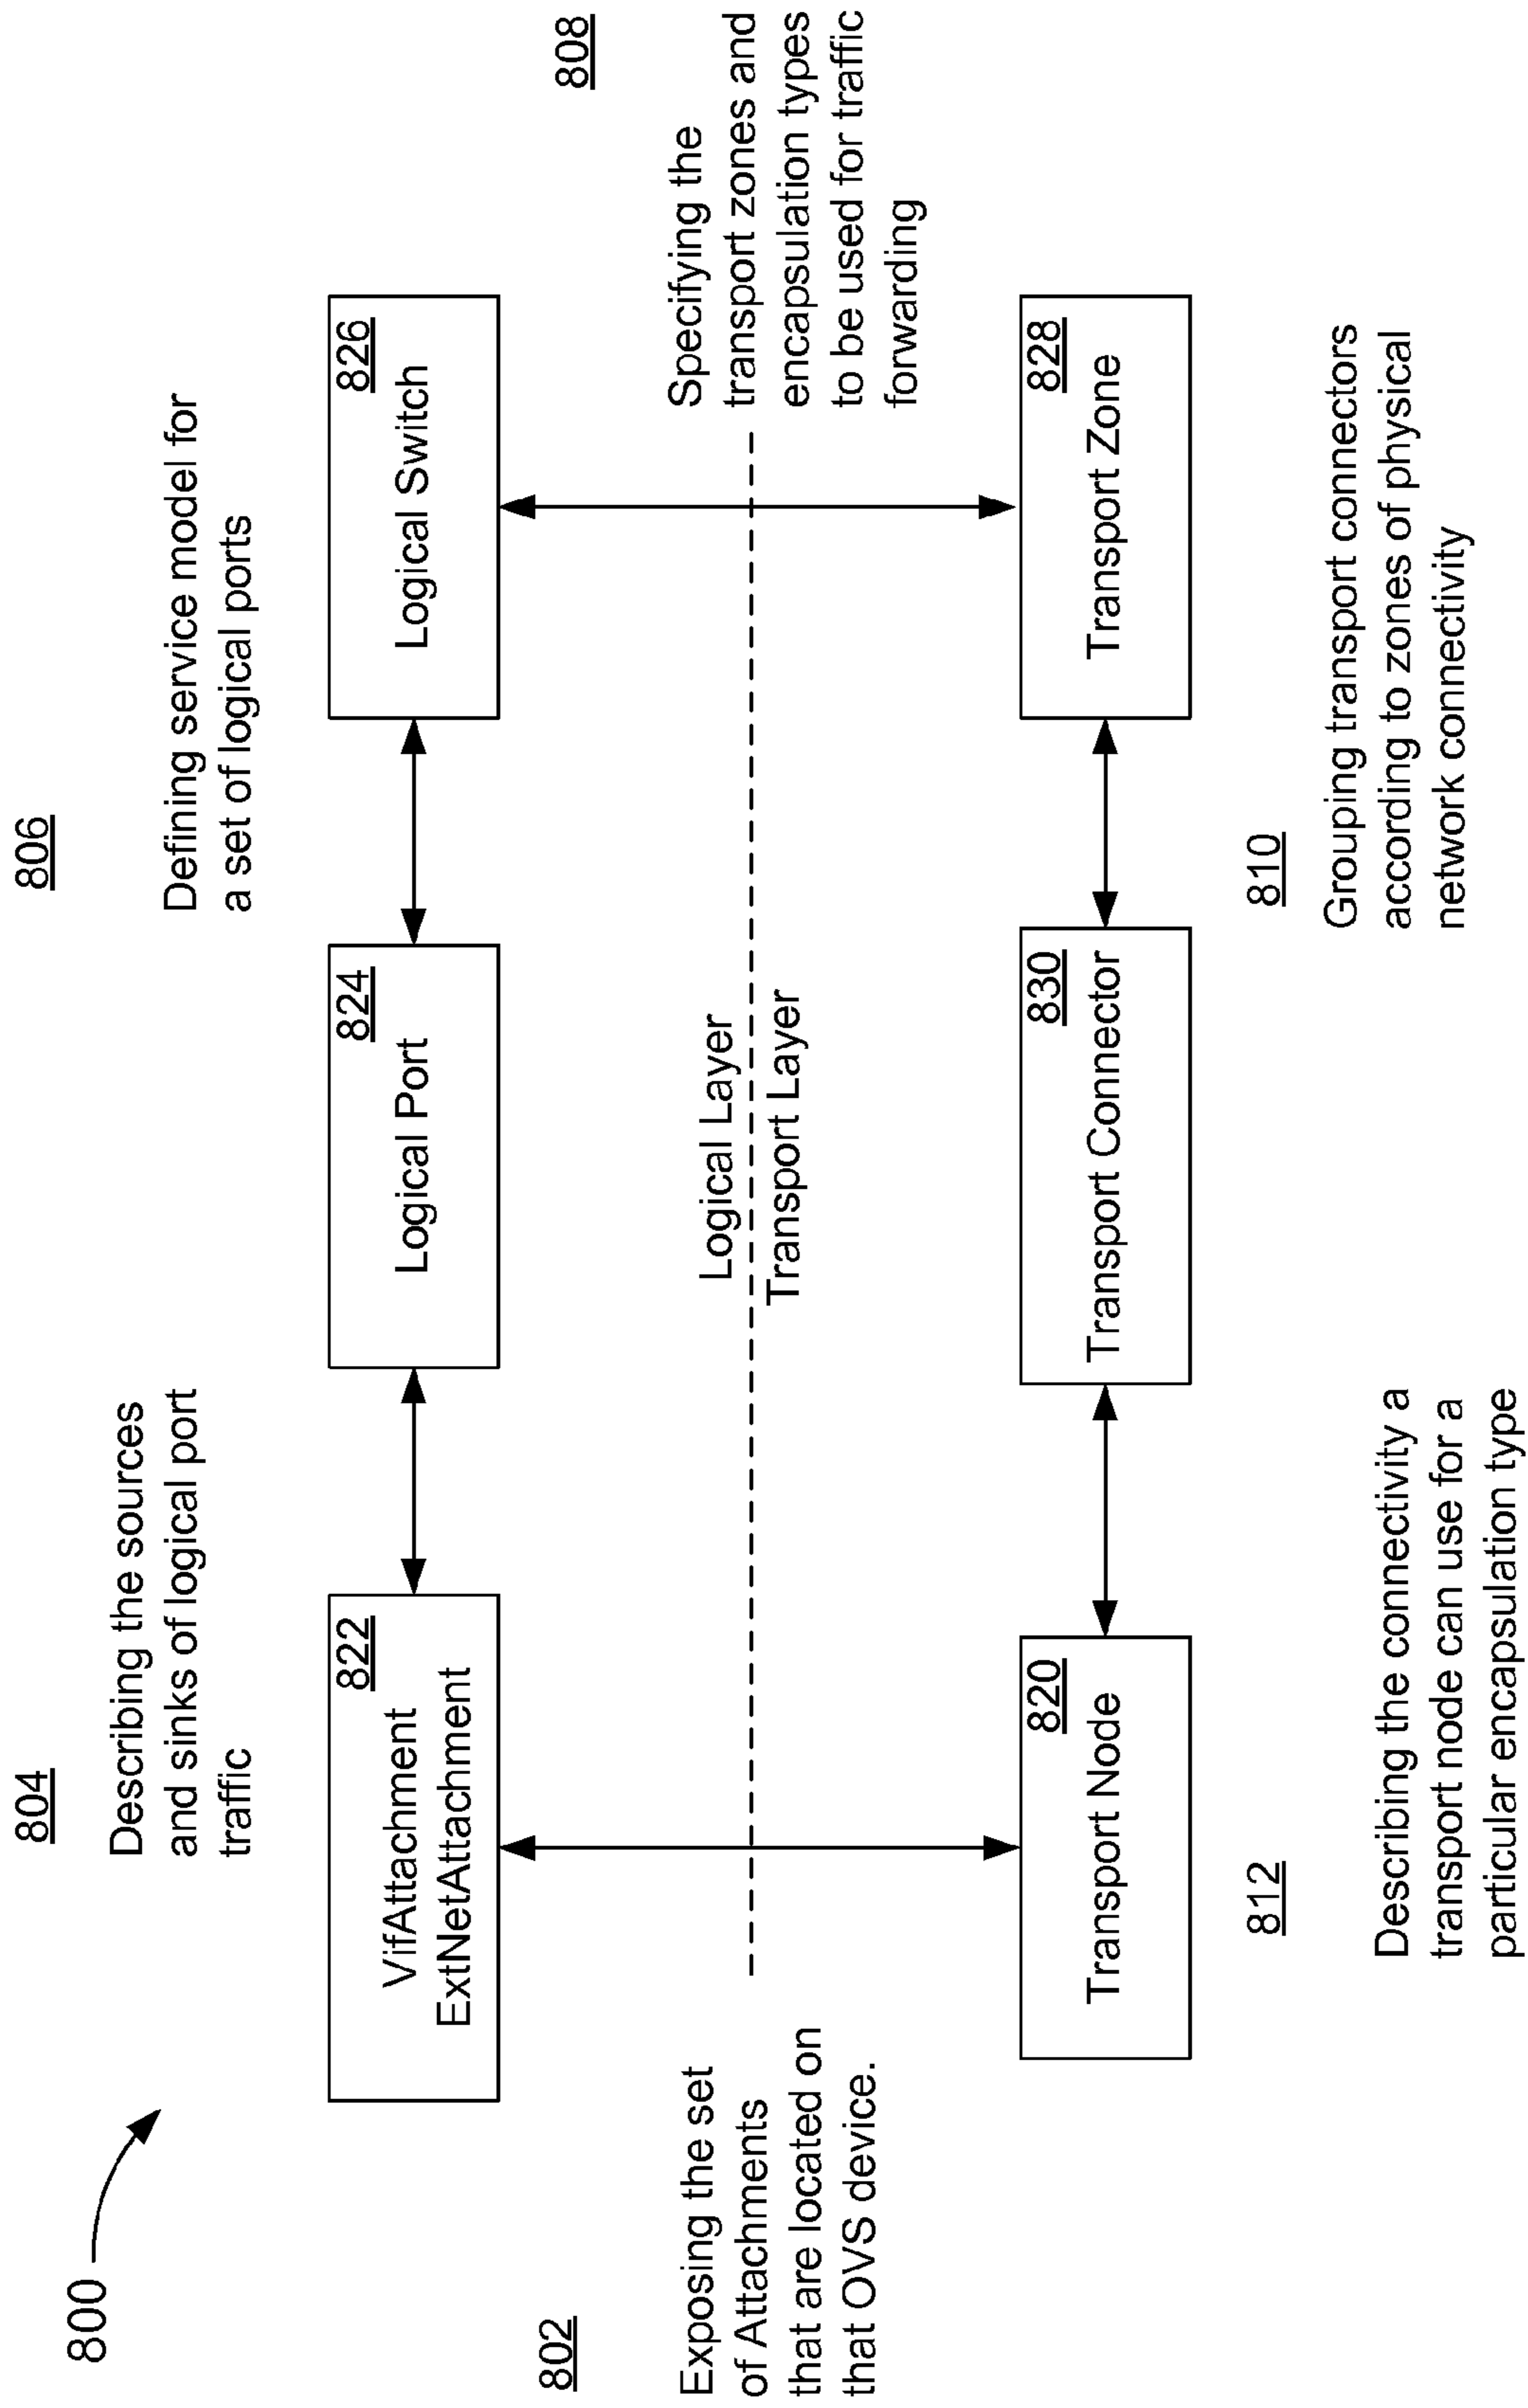 800
804
Describing the sources
and sinks of logical port
traffic
806
Defining service model for
a set of logical ports
822
VifAttachment
ExtNetAttachment
824
Logical Port
826
Logical Switch
802
Exposing the set
of Attachments
that are located on
that OVS device.
Logical Layer
Transport Layer
808
Specifying the
transport zones and
encapsulation types
to be used for traffic
forwarding
820
Transport Node
830
Transport Connector
828
Transport Zone
812
Describing the connectivity a
transport node can use for a
particular encapsulation type
810
Grouping transport connectors
according to zones of physical
network connectivity